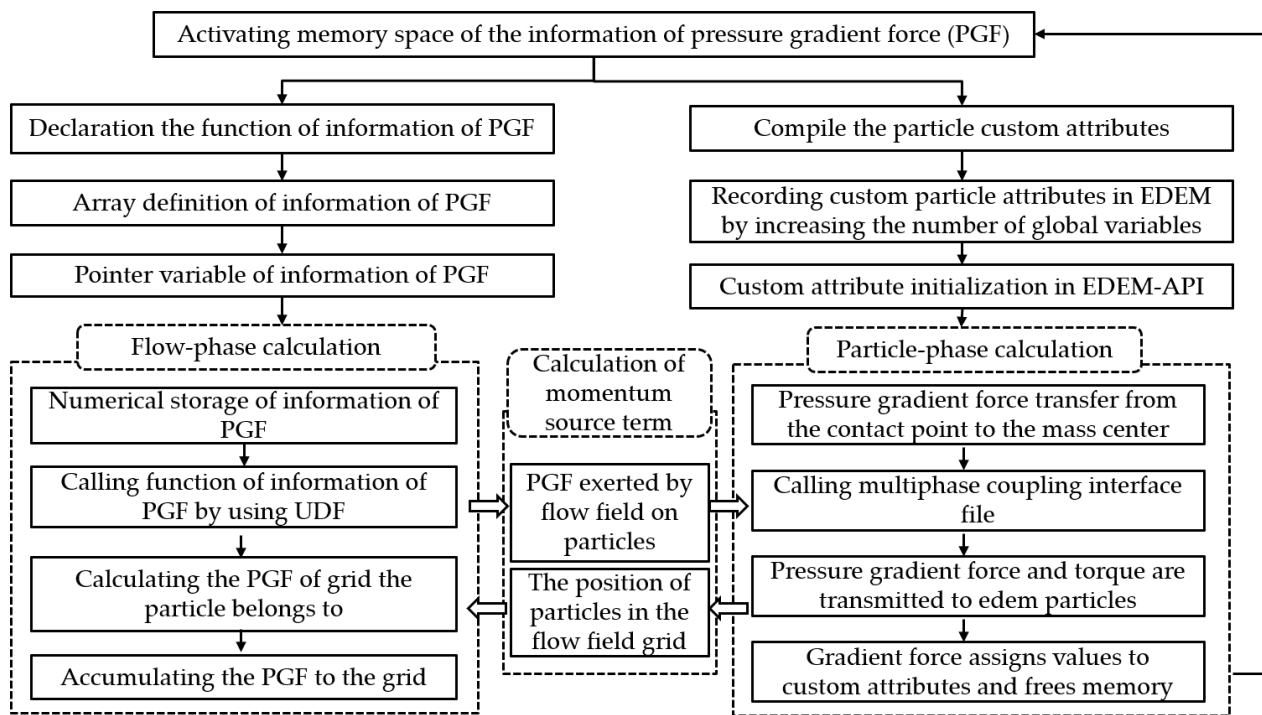 Activating memory space of the information of pressure gradient force (PGF)
Declaration the function of information of PGF
Array definition of information of PGF
Pointer variable of information of PGF
Flow-phase calculation
Numerical storage of information of
PGF
Calling function of information of
PGF by using UDF
Calculating the PGF of grid the
particle belongs to
Accumulating the PGF to the grid
Calculation of
momentum
source term
PGF exerted by
flow field on
particles
The position of
particles in the
flow field grid
Compile the particle custom attributes
Recording custom particle attributes in EDEM
by increasing the number of global variables
Custom attribute initialization in EDEM-API
Particle-phase calculation
Pressure gradient force transfer from
the contact point to the mass center
Calling multiphase coupling interface
file
Pressure gradient force and torque are
transmitted to edem particles
Gradient force assigns values to
custom attributes and frees memory